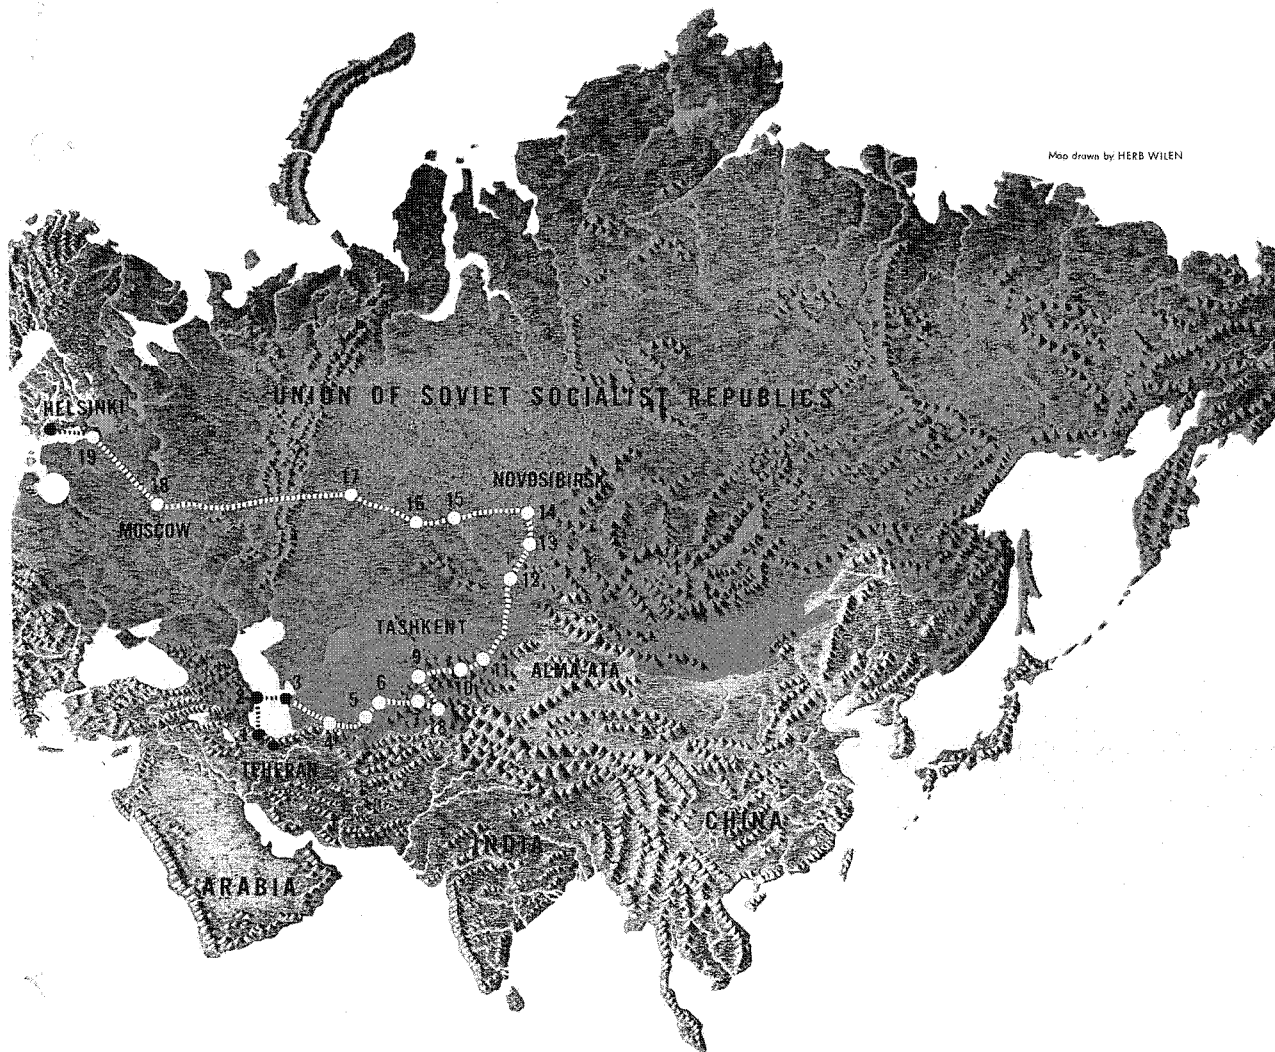 Map drawn by HERB WILEN
UNION OF SOVIET SOCIALIST REPUBLICS
HELSINKI
19
18
MOSCOW
17
16
15
NOVOSIBIRSK
14
13
12
TASHKENT
9
10
11
ALMA-ATA
2
3
4
5
6
7
8
TEHERAN
CHINA
INDIA
ARABIA